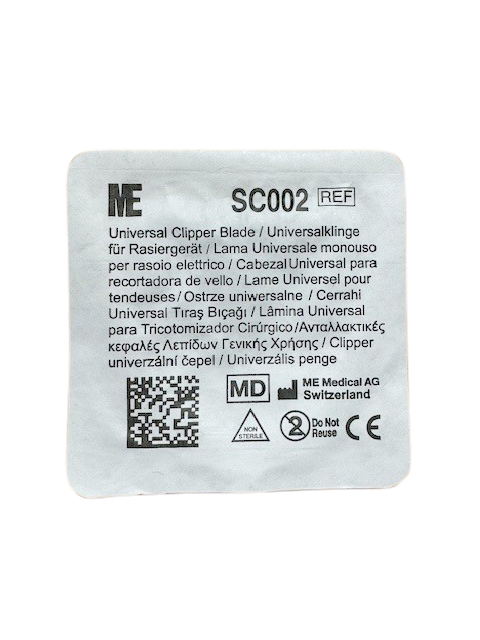 ME SC002 REF
Universal Clipper Blade / Universalklinge
für Rasiergerät / Lama Universale monouso
per rasoio elettrico / Cabezal Universal para
recortadora de vello / Lame Universel pour
tendeuses / Ostrze uniwersalne / Cerrahi
Universal Tıraş Bıçağı / Lâmina Universal
para Tricotomizador Cirúrgico / Ανταλλακτικές
κεφαλές Λεπίδων Γενικής Χρήσης / Clipper
univerzální čepel / Univerzális penge
MD ME Medical AG
Switzerland
NON
STERILE
2 Do Not
Reuse CE